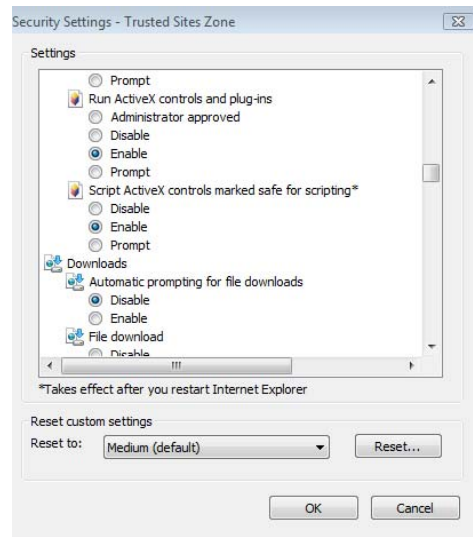 Security Settings - Trusted Sites Zone
Settings
Prompt
Run ActiveX controls and plug-ins
Administrator approved
Disable
Enable
Prompt
Script ActiveX controls marked safe for scripting*
Disable
Enable
Prompt
Downloads
Automatic prompting for file downloads
Disable
Enable
File download
Disable
*Takes effect after you restart Internet Explorer
Reset custom settings
Reset to:
Medium (default)
Reset...
OK
Cancel